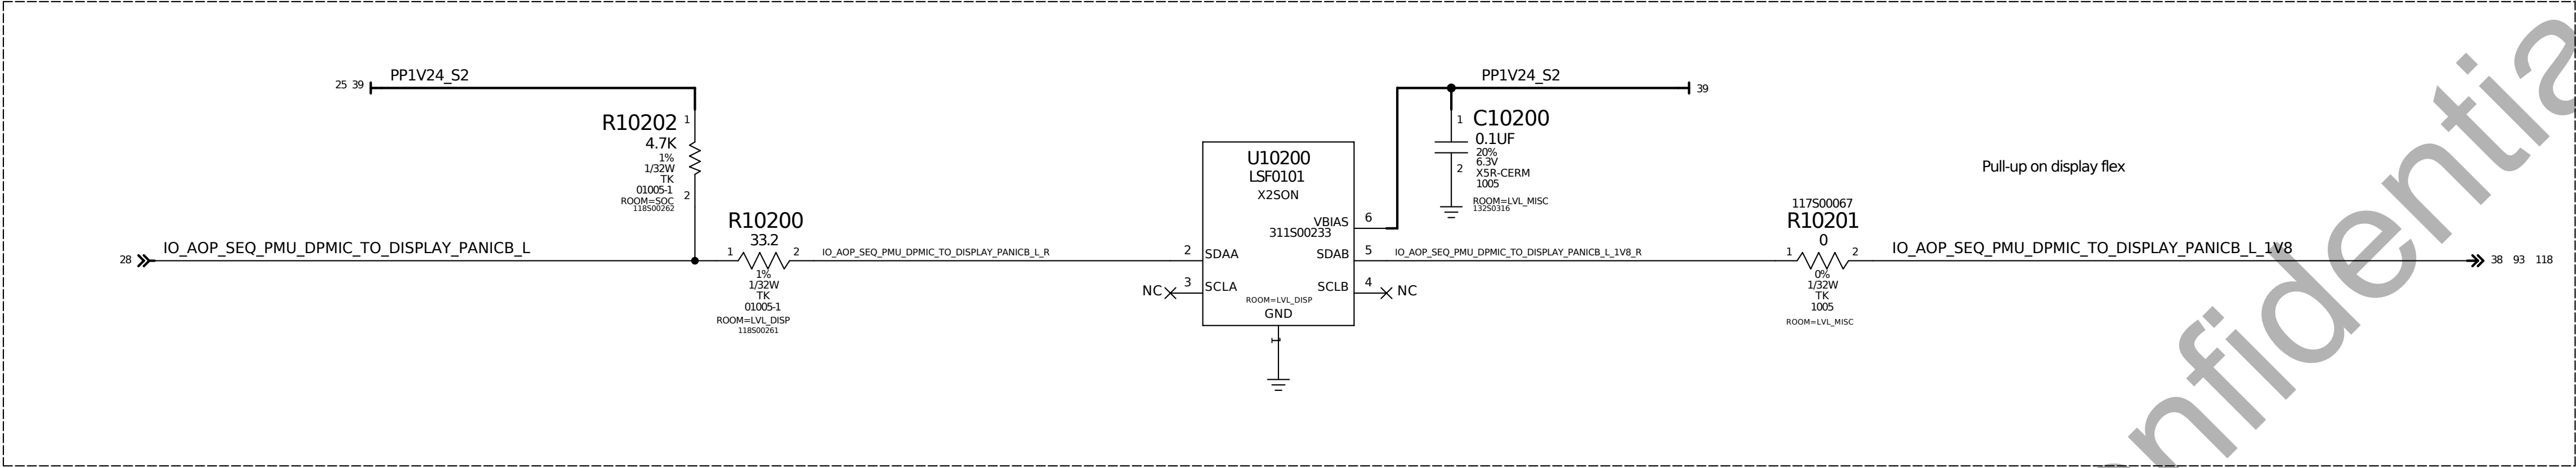 PP1V24_S2
25 39
R10202
4.7K
1%
1/32W
TK
01005-1
ROOM=SOC
118S00262
1
2
28
IO_AOP_SEQ_PMU_DPMIC_TO_DISPLAY_PANICB_L
R10200
33.2
1
2
1%
1/32W
TK
01005-1
ROOM=LVL_DISP
118S00261
IO_AOP_SEQ_PMU_DPMIC_TO_DISPLAY_PANICB_L_R
NC
2
3
U10200
LSF0101
X2SON
VBIAS
311S00233
SDAA
SDAB
SCLA
SCLB
ROOM=LVL_DISP
GND
1
6
5
4
NC
PP1V24_S2
39
1
2
C10200
0.1UF
20%
6.3V
X5R-CERM
1005
ROOM=LVL_MISC
132S0316
IO_AOP_SEQ_PMU_DPMIC_TO_DISPLAY_PANICB_L_1V8_R
Pull-up on display flex
117S00067
R10201
0
1
2
0%
1/32W
TK
1005
ROOM=LVL_MISC
IO_AOP_SEQ_PMU_DPMIC_TO_DISPLAY_PANICB_L_1V8
38 93 118
nfidentia